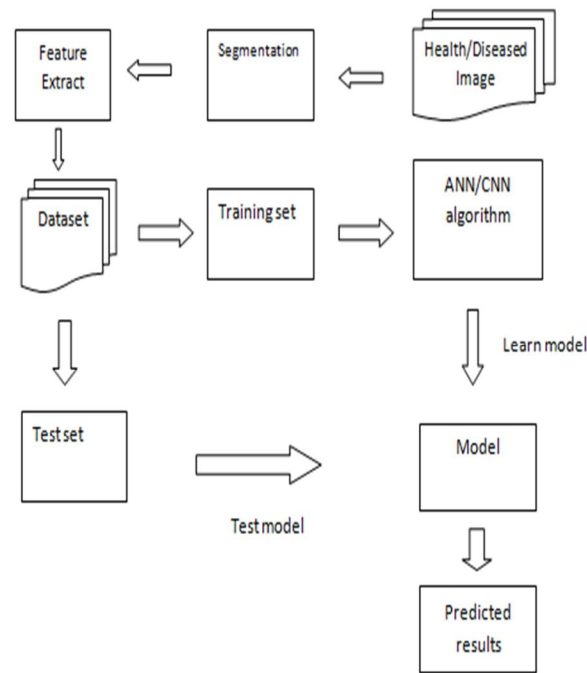 Feature
Extract
Segmentation
Health/Diseased
Image
Dataset
Training set
ANN/CNN
algorithm
Learn model
Test set
Test model
Model
Predicted
results